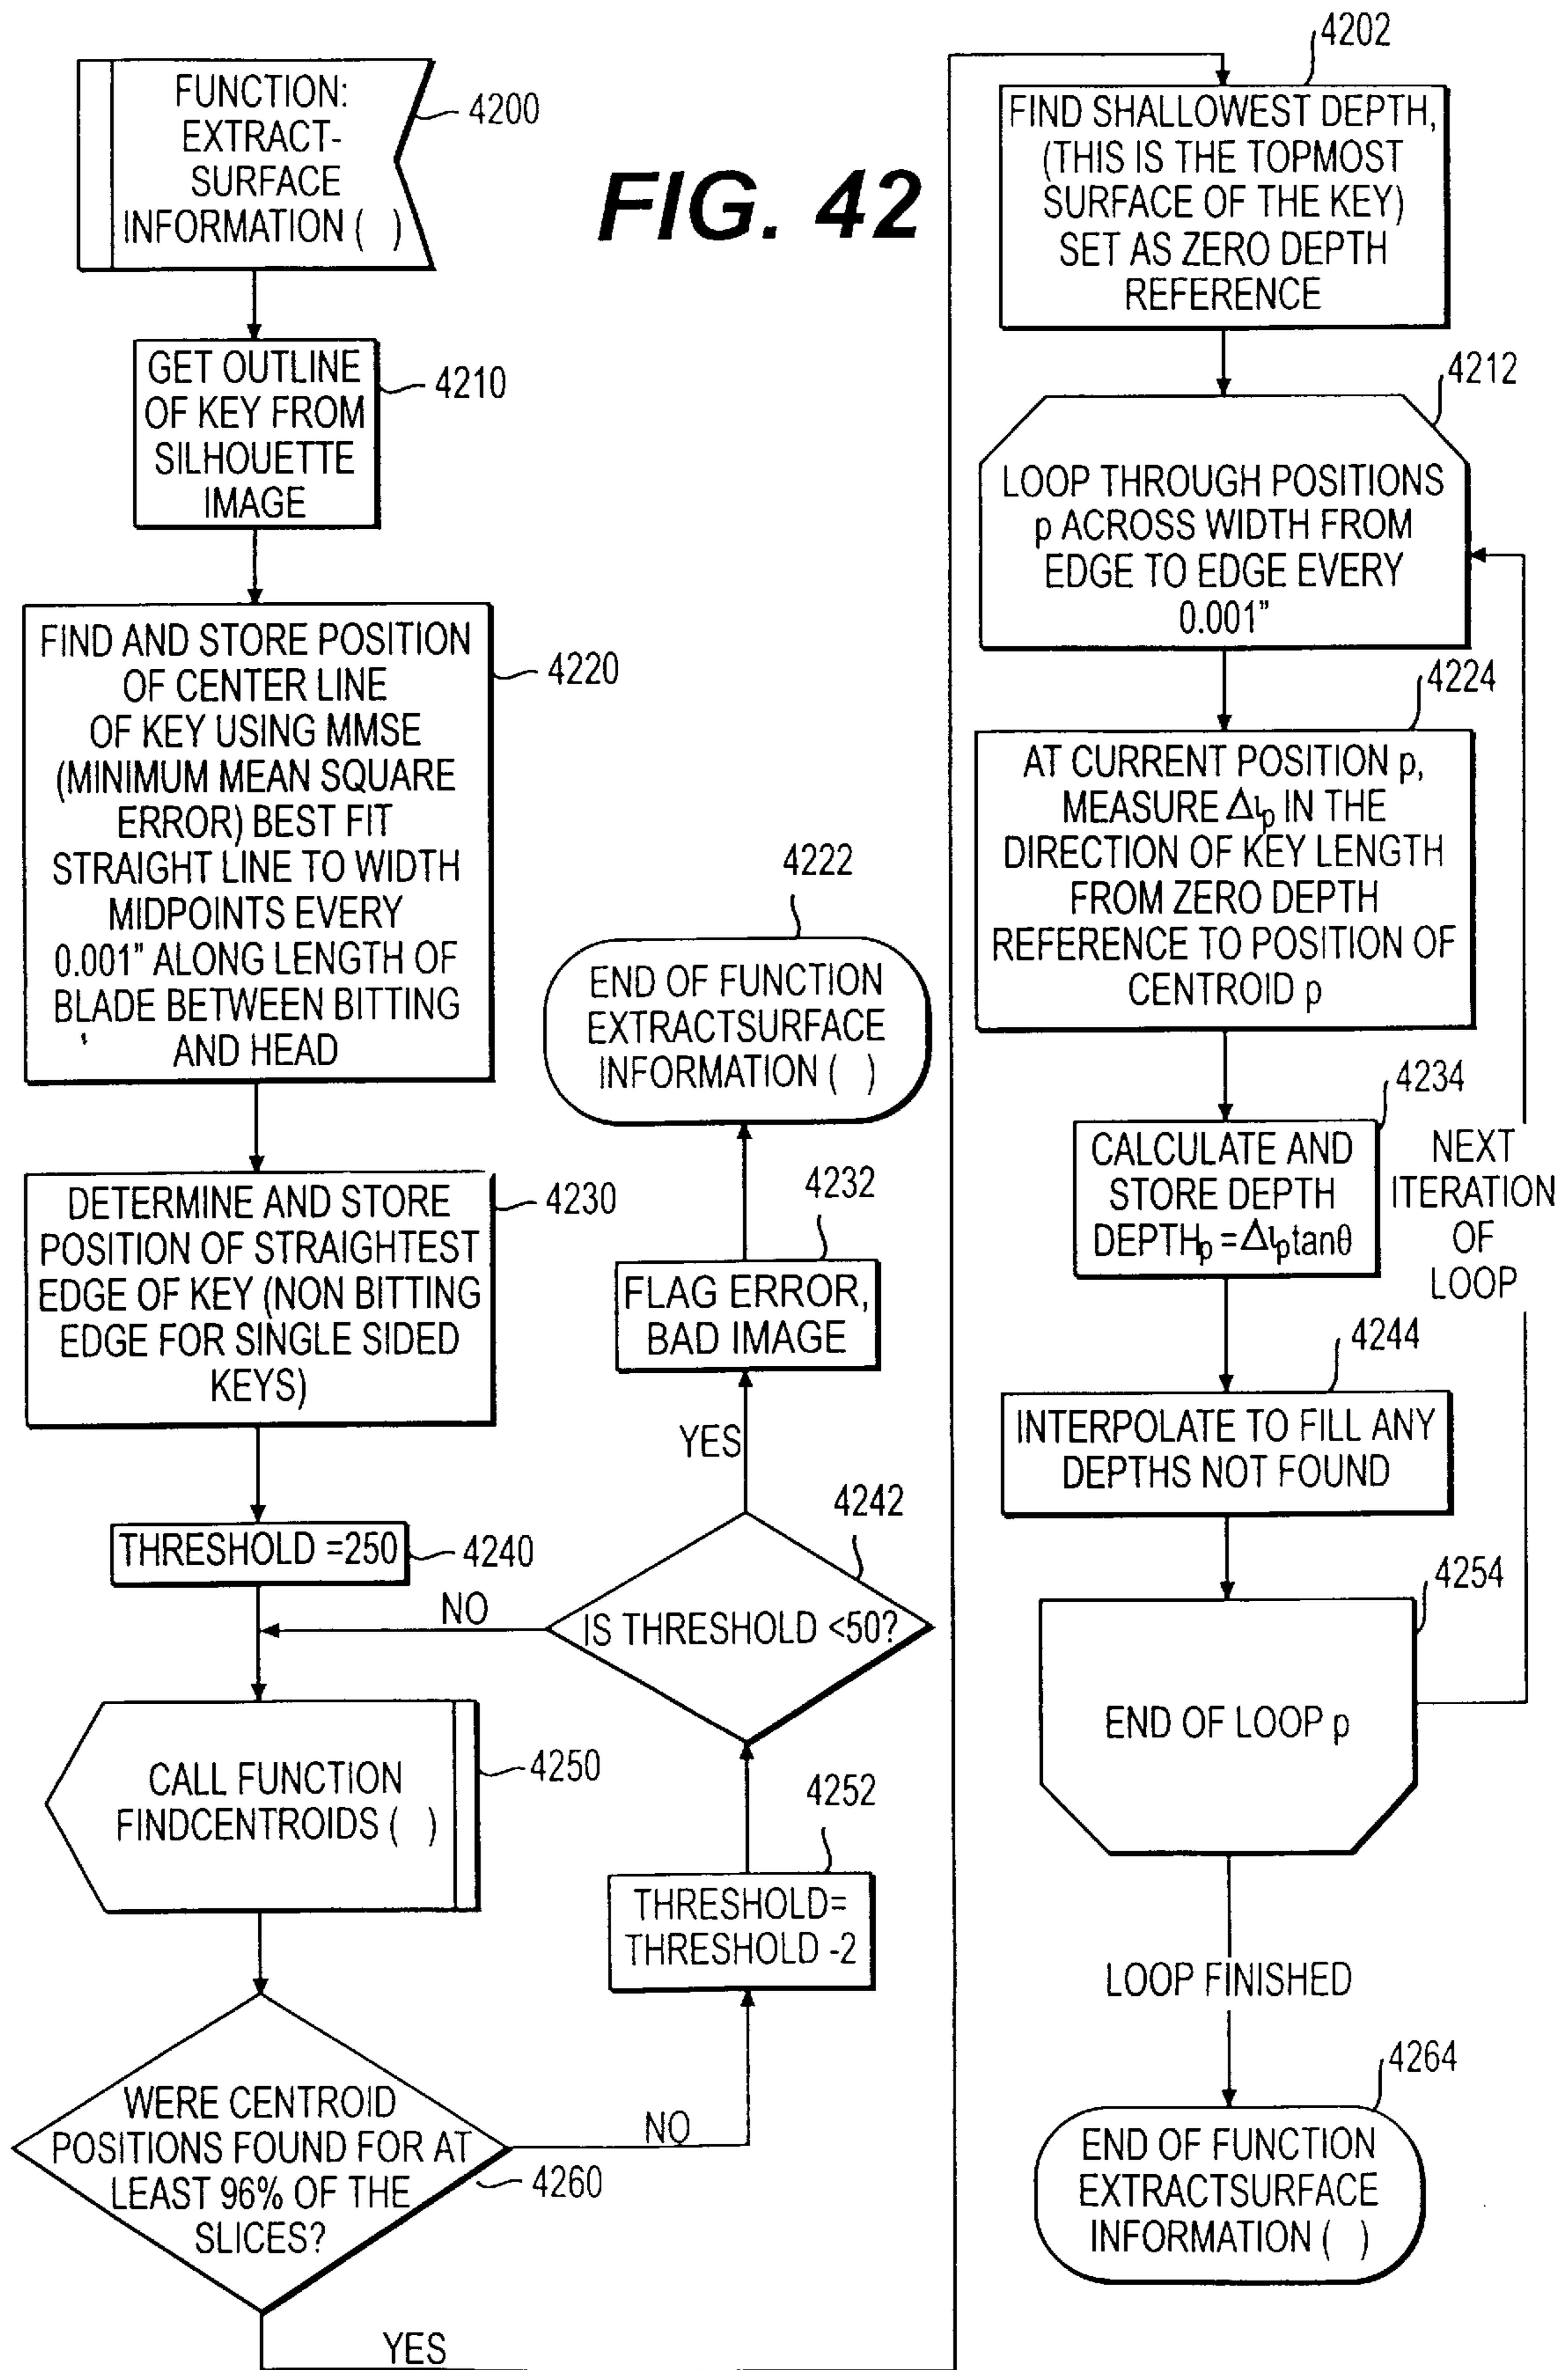 FIG. 42
FUNCTION:
EXTRACT-
SURFACE
INFORMATION ( )
4200
GET OUTLINE
OF KEY FROM
SILHOUETTE
IMAGE
4210
FIND AND STORE POSITION
OF CENTER LINE
OF KEY USING MMSE
(MINIMUM MEAN SQUARE
ERROR) BEST FIT
STRAIGHT LINE TO WIDTH
MIDPOINTS EVERY
0.001" ALONG LENGTH OF
BLADE BETWEEN BITTING
AND HEAD
4220
DETERMINE AND STORE
POSITION OF STRAIGHTEST
EDGE OF KEY (NON BITTING
EDGE FOR SINGLE SIDED
KEYS)
4230
THRESHOLD =250
4240
CALL FUNCTION
FINDCENTROIDS ( )
4250
WERE CENTROID
POSITIONS FOUND FOR AT
LEAST 96% OF THE
SLICES?
4260
NO
YES
THRESHOLD=
THRESHOLD -2
4252
IS THRESHOLD <50?
4242
NO
YES
FLAG ERROR,
BAD IMAGE
4232
END OF FUNCTION
EXTRACTSURFACE
INFORMATION ( )
4222
4202
FIND SHALLOWEST DEPTH,
(THIS IS THE TOPMOST
SURFACE OF THE KEY)
SET AS ZERO DEPTH
REFERENCE
4212
LOOP THROUGH POSITIONS
p ACROSS WIDTH FROM
EDGE TO EDGE EVERY
0.001"
4224
AT CURRENT POSITION p,
MEASURE Δlp IN THE
DIRECTION OF KEY LENGTH
FROM ZERO DEPTH
REFERENCE TO POSITION OF
CENTROID p
4234
CALCULATE AND
STORE DEPTH
DEPTHp =Δlptanθ
NEXT
ITERATION
OF
LOOP
4244
INTERPOLATE TO FILL ANY
DEPTHS NOT FOUND
4254
END OF LOOP p
LOOP FINISHED
4264
END OF FUNCTION
EXTRACTSURFACE
INFORMATION ( )